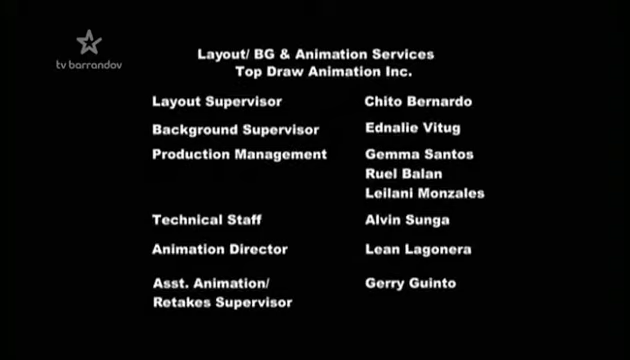 tv barrandov
Layout/ BG & Animation Services
Top Draw Animation Inc.
Layout Supervisor Chito Bernardo
Background Supervisor Ednalie Vitug
Production Management Gemma Santos
Ruel Balan
Leilani Monzales
Technical Staff Alvin Sunga
Animation Director Lean Lagonera
Asst. Animation/ Gerry Guinto
Retakes Supervisor